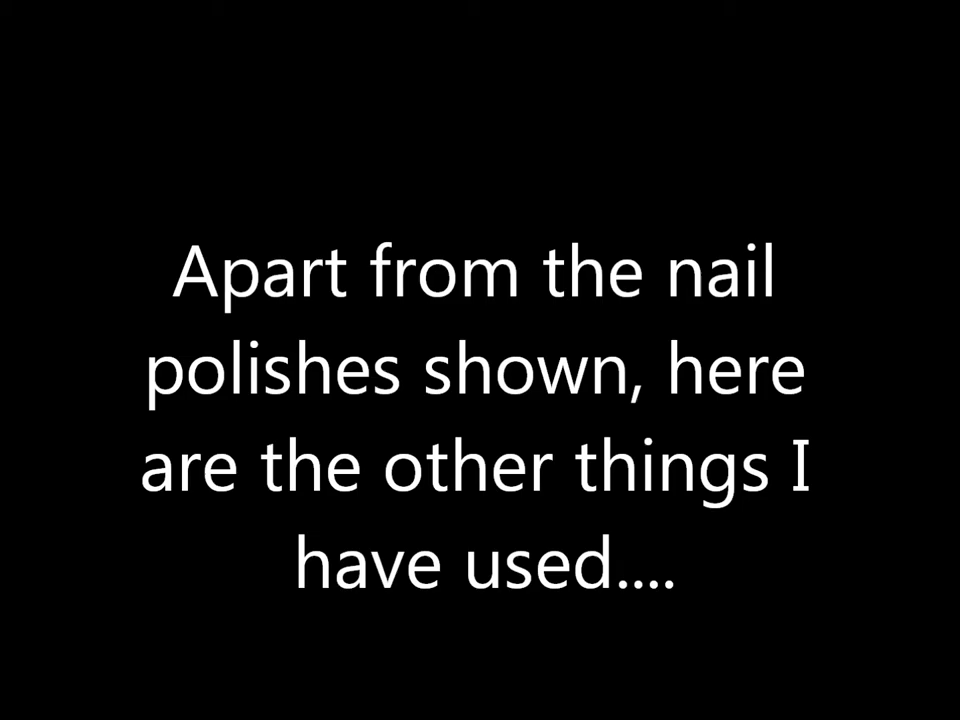 Apart from the nail
polishes shown, here
are the other things I
have used....